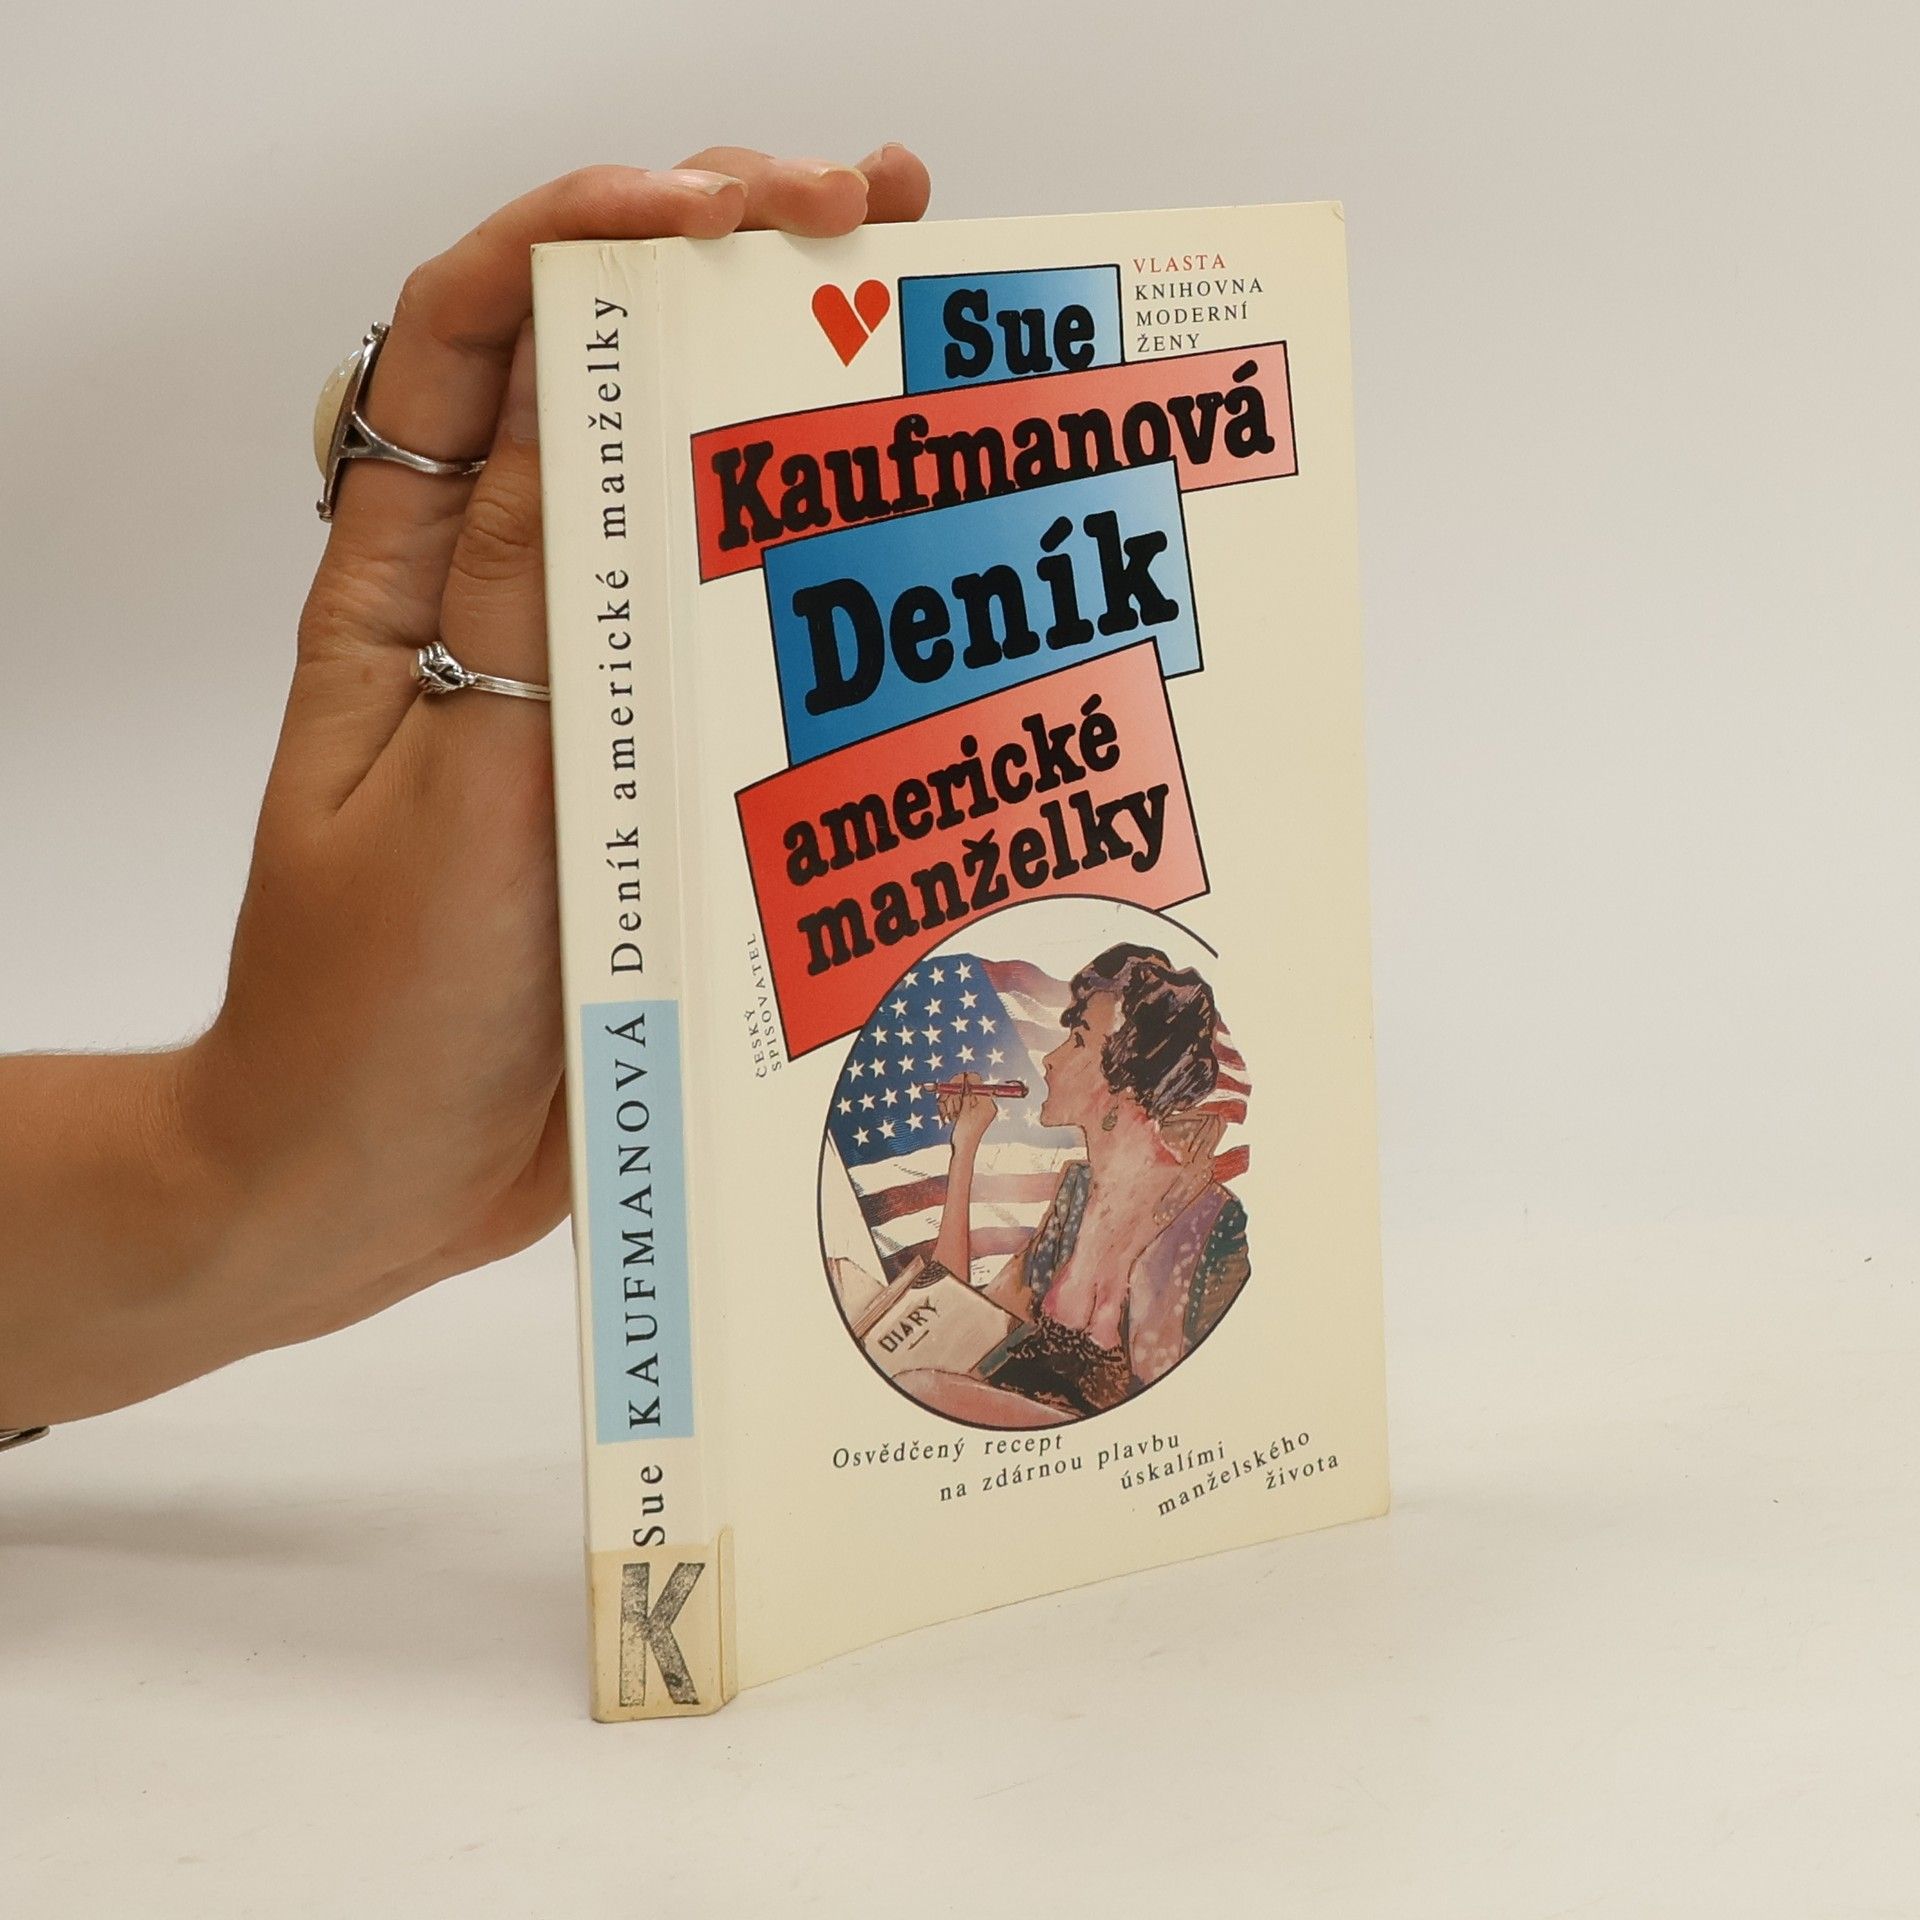 Sue KAUFMANOVÁ Deník americké manželky
K
VLASTA
KNIHOVNA
MODERNÍ
ŽENY
Sue
Kaufmanová
Deník
americké
manželky
ČESKÝ
SPISOVATEL
DIARY
Osvědčený recept
na zdárnou plavbu
úskalími
manželského
života